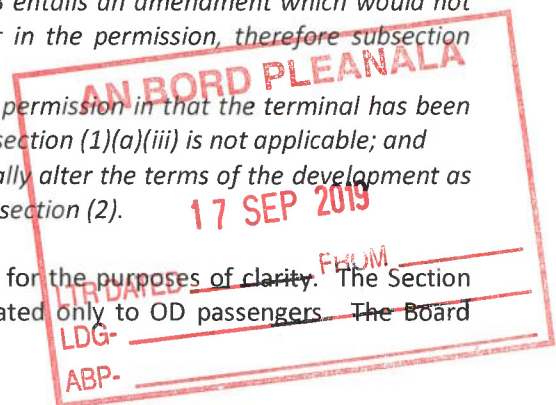 s entails an amendment which would not
r in the permission, therefore subsection
AN BORD PLEANALA
permission in that the terminal has been
section (1)(a)(iii) is not applicable; and
ally alter the terms of the development as
section (2).
17 SEP 2019
for the purposes of clarity. The Section
LTR DATED FROM
ated only to OD passengers. The Board
LDG-
ABP-